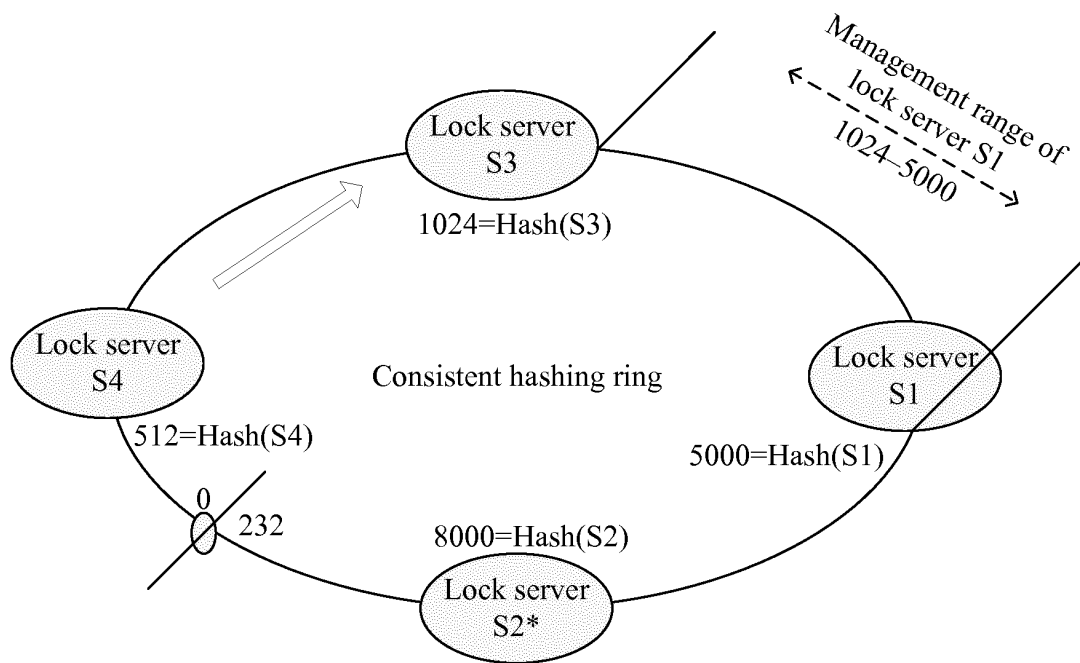 Management range of
lock server S1
1024–5000
Lock server
S3
1024=Hash(S3)
Lock server
S4
512=Hash(S4)
Consistent hashing ring
Lock server
S1
5000=Hash(S1)
0
232
8000=Hash(S2)
Lock server
S2*